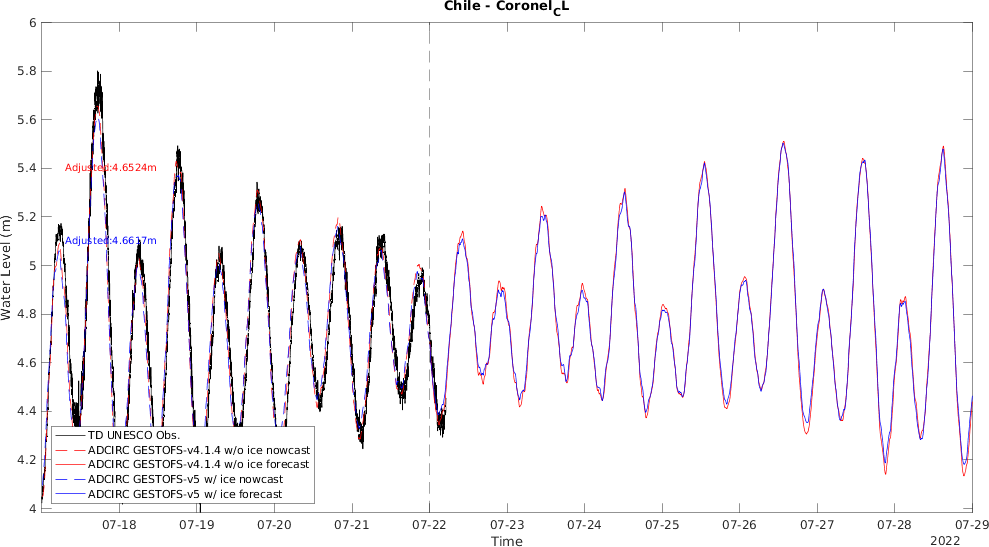 Chile - Coronel_CL
6
5.8
5.6
5.4
5.2
5
4.8
4.6
4.4
4.2
4
Water Level (m)
Adjusted:4.6524m
Adjusted:4.6617m
TD UNESCO Obs.
ADCIRC GESTOFS-v4.1.4 w/o ice nowcast
ADCIRC GESTOFS-v4.1.4 w/o ice forecast
ADCIRC GESTOFS-v5 w/ ice nowcast
ADCIRC GESTOFS-v5 w/ ice forecast
07-18 07-19 07-20 07-21 07-22 07-23 07-24 07-25 07-26 07-27 07-28 07-29
Time
2022